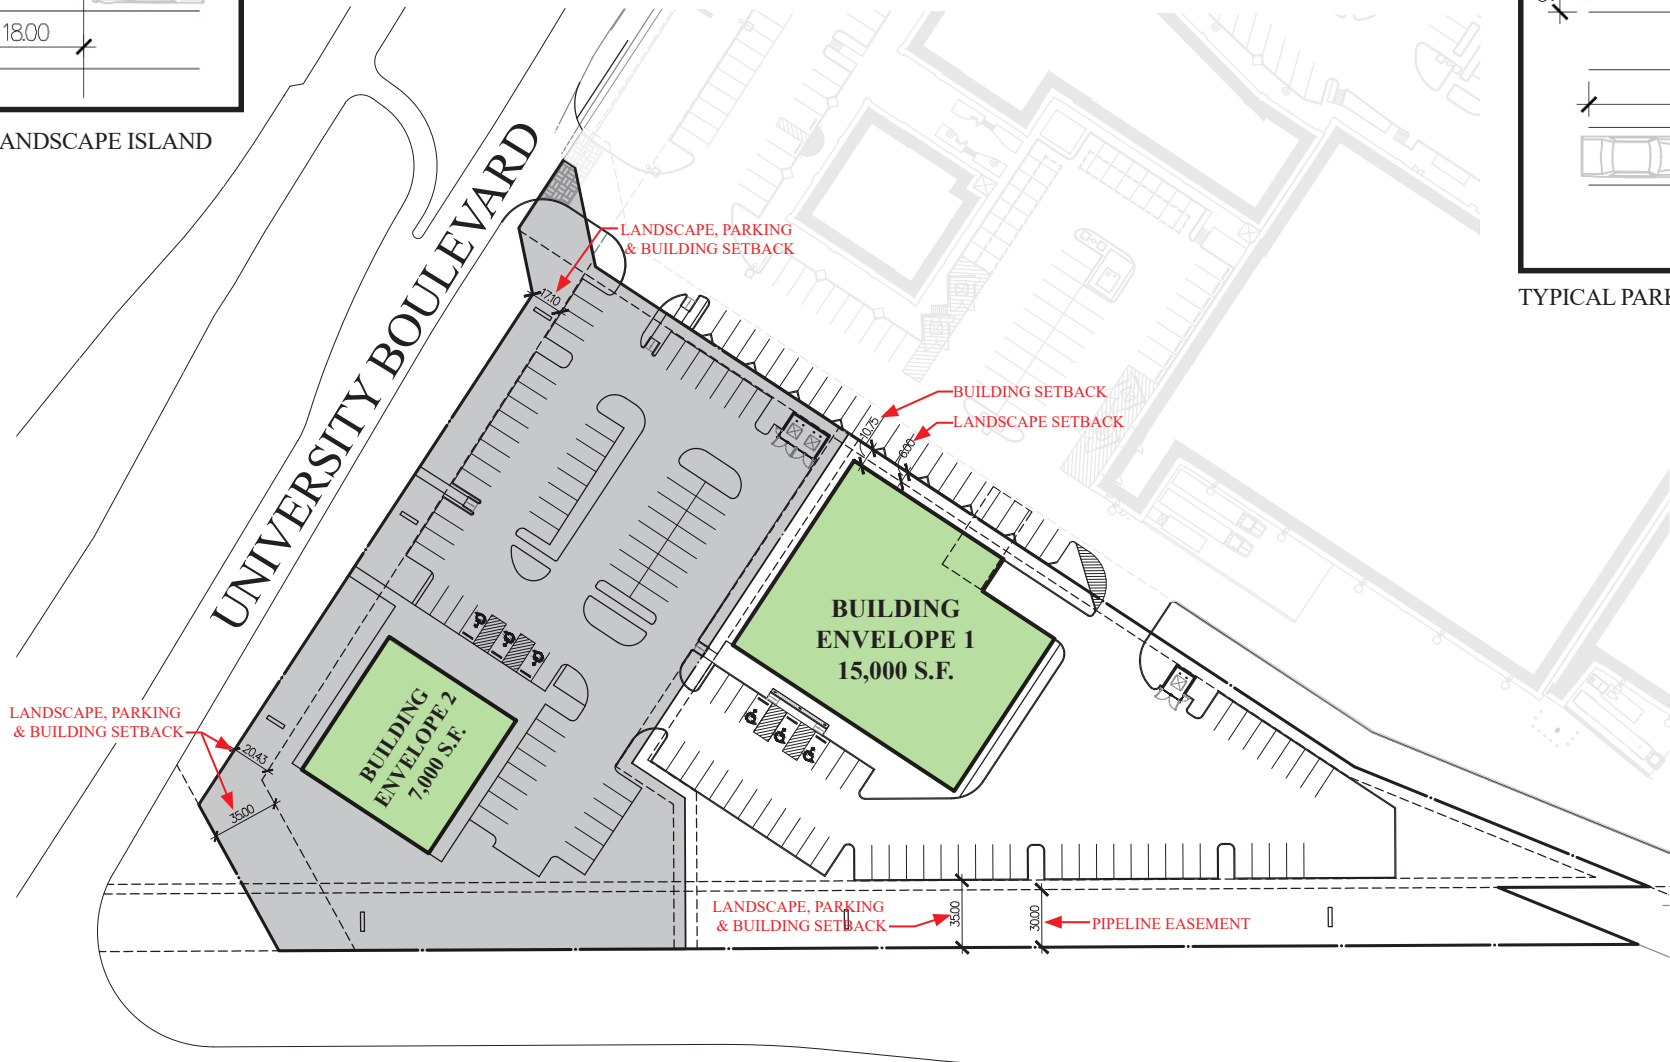 18.00
ANDSCAPE ISLAND
TYPICAL PARK
UNIVERSITY BOULEVARD
LANDSCAPE, PARKING
& BUILDING SETBACK
17.10
BUILDING SETBACK
LANDSCAPE SETBACK
10.75
6.00
BUILDING
ENVELOPE 1
15,000 S.F.
BUILDING
ENVELOPE 2
7,000 S.F.
LANDSCAPE, PARKING
& BUILDING SETBACK
20.43
35.00
LANDSCAPE, PARKING
& BUILDING SETBACK
35.00
30.00
PIPELINE EASEMENT